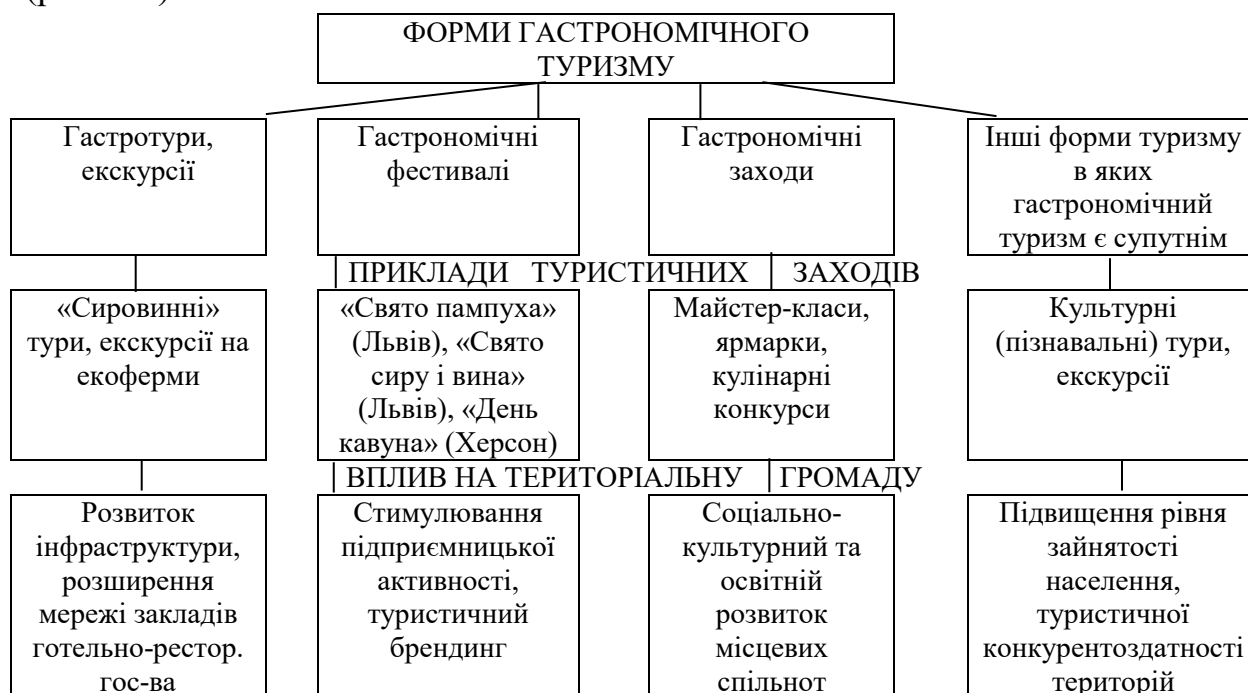 ФОРМИ ГАСТРОНОМІЧНОГО
ТУРИЗМУ
Гастротури,
екскурсії
Гастрономічні
фестивалі
Гастрономічні
заходи
Інші форми туризму
в яких
гастрономічний
туризм є супутнім
ПРИКЛАДИ ТУРИСТИЧНИХ ЗАХОДІВ
«Сировинні»
тури, екскурсії на
екоферми
«Свято пампуха»
(Львів), «Свято
сиру і вина»
(Львів), «День
кавуна» (Херсон)
Майстер-класи,
ярмарки,
кулінарні
конкурси
Культурні
(пізнавальні) тури,
екскурсії
ВПЛИВ НА ТЕРИТОРІАЛЬНУ ГРОМАДУ
Розвиток
інфраструктури,
розширення
мережі закладів
готельно-рестор.
гос-ва
Стимулювання
підприємницької
активності,
туристичний
брендинг
Соціально-
культурний та
освітній
розвиток
місцевих
спільнот
Підвищення рівня
зайнятості
населення,
туристичної
конкурентоздатності
територій